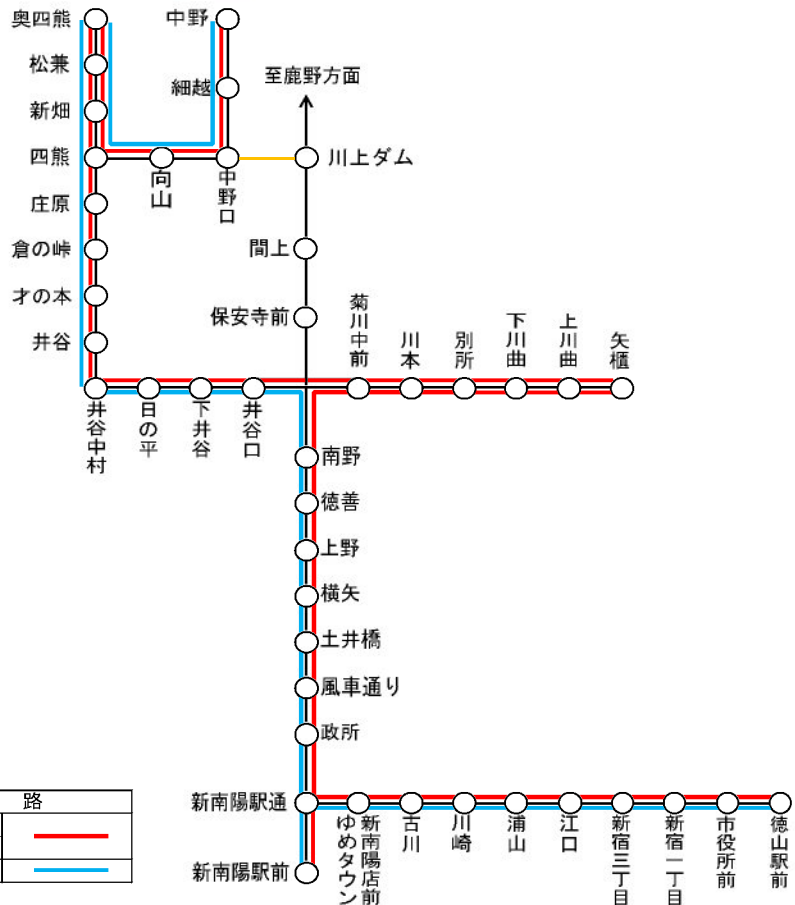 奥四熊
中野
松兼
細越
至鹿野方面
新畑
四熊
向山
中野口
川上ダム
庄原
倉の峠
間上
才の本
保安寺前
井谷
菊川中前
川本
別所
下川曲
上川曲
矢櫃
井谷中村
日の平
下井谷
井谷口
南野
徳善
上野
横矢
土井橋
風車通り
政所
路
新南陽駅通
ゆめタウン
新南陽店前
古川
川崎
浦山
江口
新宿三丁目
新宿一丁目
市役所前
徳山駅前
新南陽駅前